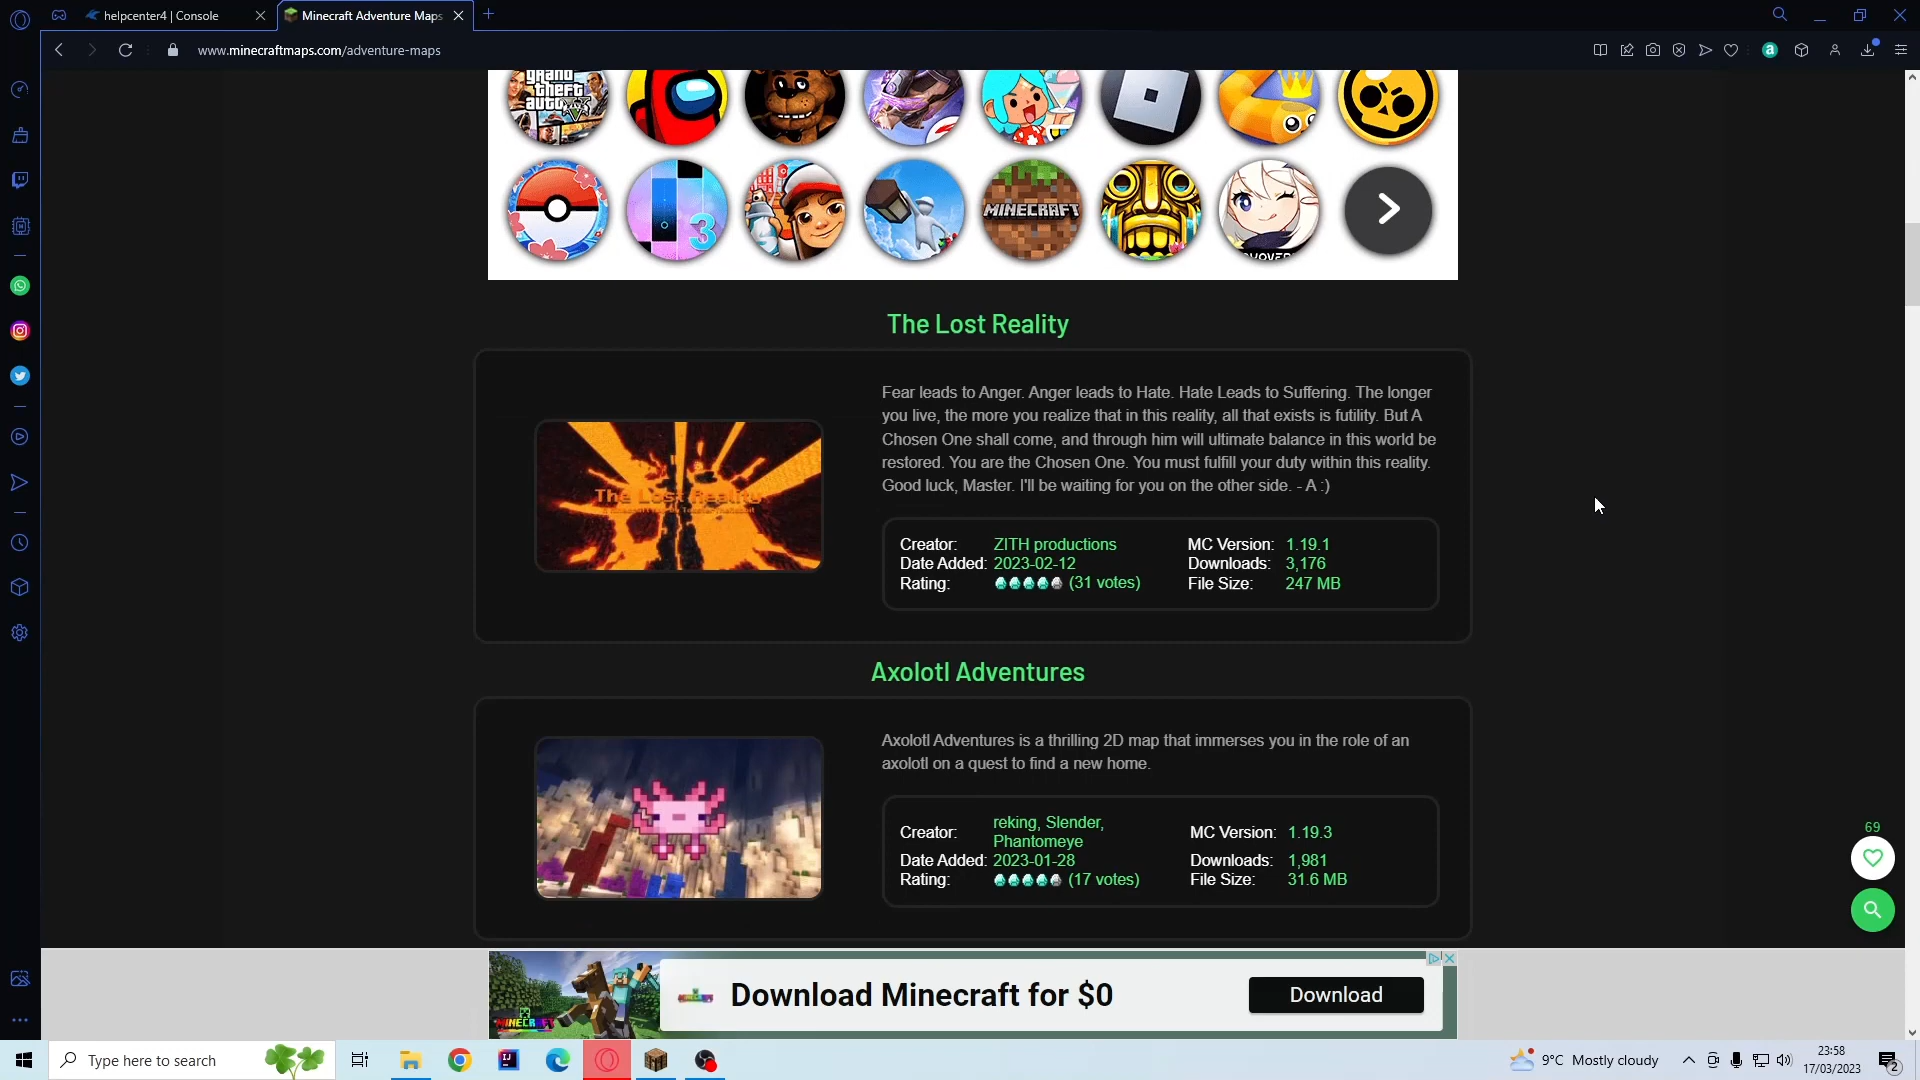 helpcenter4 | Console
Minecraft Adventure Maps
www.minecraftmaps.com/adventure-maps
grand
theft
auto V
3
MINECRAFT
The Lost Reality
Fear leads to Anger. Anger leads to Hate. Hate Leads to Suffering. The longer
you live, the more you realize that in this reality, all that exists is futility. But A
Chosen One shall come, and through him will ultimate balance in this world be
restored. You are the Chosen One. You must fulfill your duty within this reality.
Good luck, Master. I'll be waiting for you on the other side. - A :)
The Lost Reality
Creator: ZITH productions MC Version: 1.19.1
Date Added: 2023-02-12 Downloads: 3,176
Rating: (31 votes) File Size: 247 MB
Axolotl Adventures
Axolotl Adventures is a thrilling 2D map that immerses you in the role of an
axolotl on a quest to find a new home.
Creator: reking, Slender,
Phantomeye
MC Version: 1.19.3
Date Added: 2023-01-28 Downloads: 1,981
Rating: (17 votes) File Size: 31.6 MB
69
MINECRAFT
Download Minecraft for $0
Download
Type here to search
9°C Mostly cloudy
23:58
17/03/2023
2